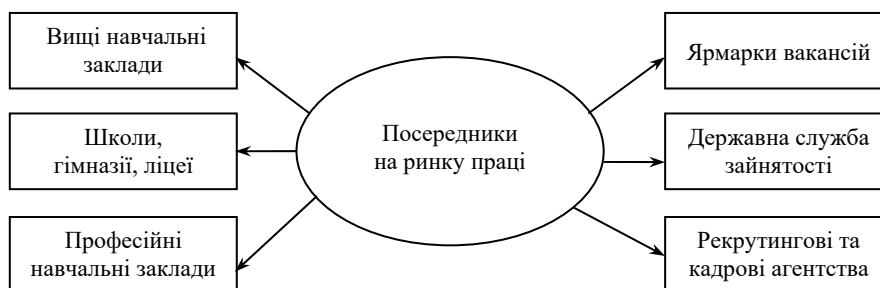 Вищі навчальні
заклади
Школи,
гімназії, ліцеї
Професійні
навчальні заклади
Посередники
на ринку праці
Ярмарки вакансій
Державна служба
зайнятості
Рекрутингові та
кадрові агентства